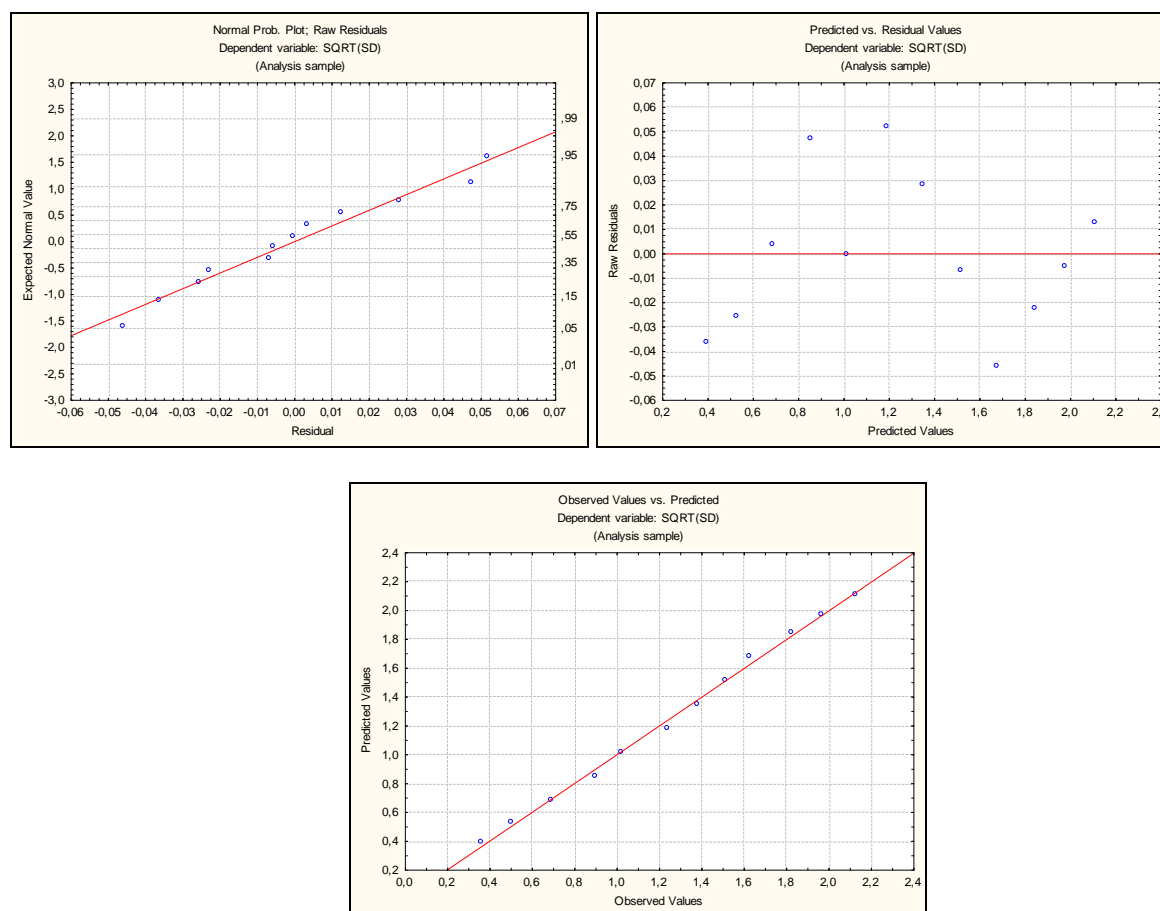 Normal Prob. Plot; Raw Residuals
Dependent variable: SQRT(SD)
(Analysis sample)
3,0
2,5
2,0
1,5
1,0
0,5
0,0
-0,5
-1,0
-1,5
-2,0
-2,5
-3,0
Expected Normal Value
,99
,95
,75
,55
,35
,15
,05
,01
-0,06 -0,04 -0,03 -0,02 -0,01 0,00 0,01 0,03 0,04 0,05 0,06 0,07
Residual
Predicted vs. Residual Values
Dependent variable: SQRT(SD)
(Analysis sample)
0,07
0,06
0,05
0,04
0,03
0,02
0,01
0,00
-0,01
-0,02
-0,03
-0,04
-0,05
-0,06
Raw Residuals
0,2 0,4 0,6 0,8 1,0 1,2 1,4 1,6 1,8 2,0 2,2
Predicted Values
Observed Values vs. Predicted
Dependent variable: SQRT(SD)
(Analysis sample)
2,4
2,2
2,0
1,8
1,6
1,4
1,2
1,0
0,8
0,6
0,4
0,2
Predicted Values
0,0 0,2 0,4 0,6 0,8 1,0 1,2 1,4 1,6 1,8 2,0 2,2 2,4
Observed Values